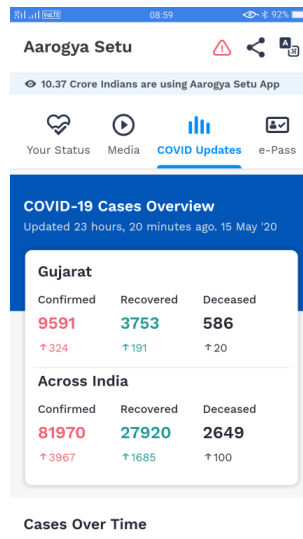 VoLTE 08:59 92%
Aarogya Setu
10.37 Crore Indians are using Aarogya Setu App
Your Status Media COVID Updates e-Pass
COVID-19 Cases Overview
Updated 23 hours, 20 minutes ago. 15 May '20
Gujarat
Confirmed Recovered Deceased
9591 3753 586
↑324 ↑191 ↑20
Across India
Confirmed Recovered Deceased
81970 27920 2649
↑3967 ↑1685 ↑100
Cases Over Time